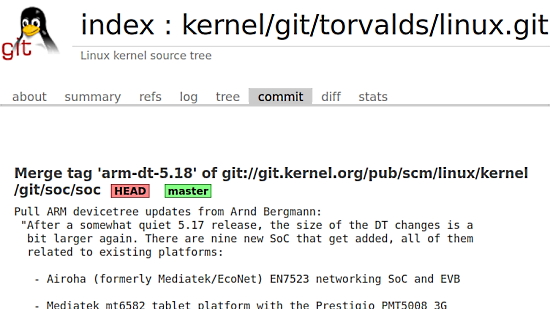 git
index : kernel/git/torvalds/linux.git
Linux kernel source tree
about summary refs log tree commit diff stats
Merge tag 'arm-dt-5.18' of git://git.kernel.org/pub/scm/linux/kernel
/git/soc/soc HEAD master
Pull ARM devicetree updates from Arnd Bergmann:
"After a somewhat quiet 5.17 release, the size of the DT changes is a
bit larger again. There are nine new SoC that get added, all of them
related to existing platforms:
- Airoha (formerly Mediatek/EcoNet) EN7523 networking SoC and EVB
- Mediatek mt6582 tablet platform with the Prestigio PMT5008 3G